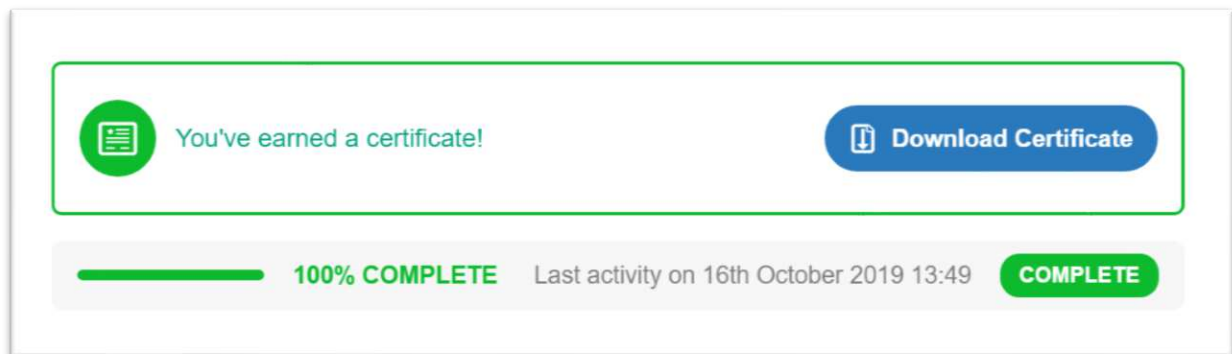 You've earned a certificate!
Download Certificate
100% COMPLETE Last activity on 16th October 2019 13:49 COMPLETE